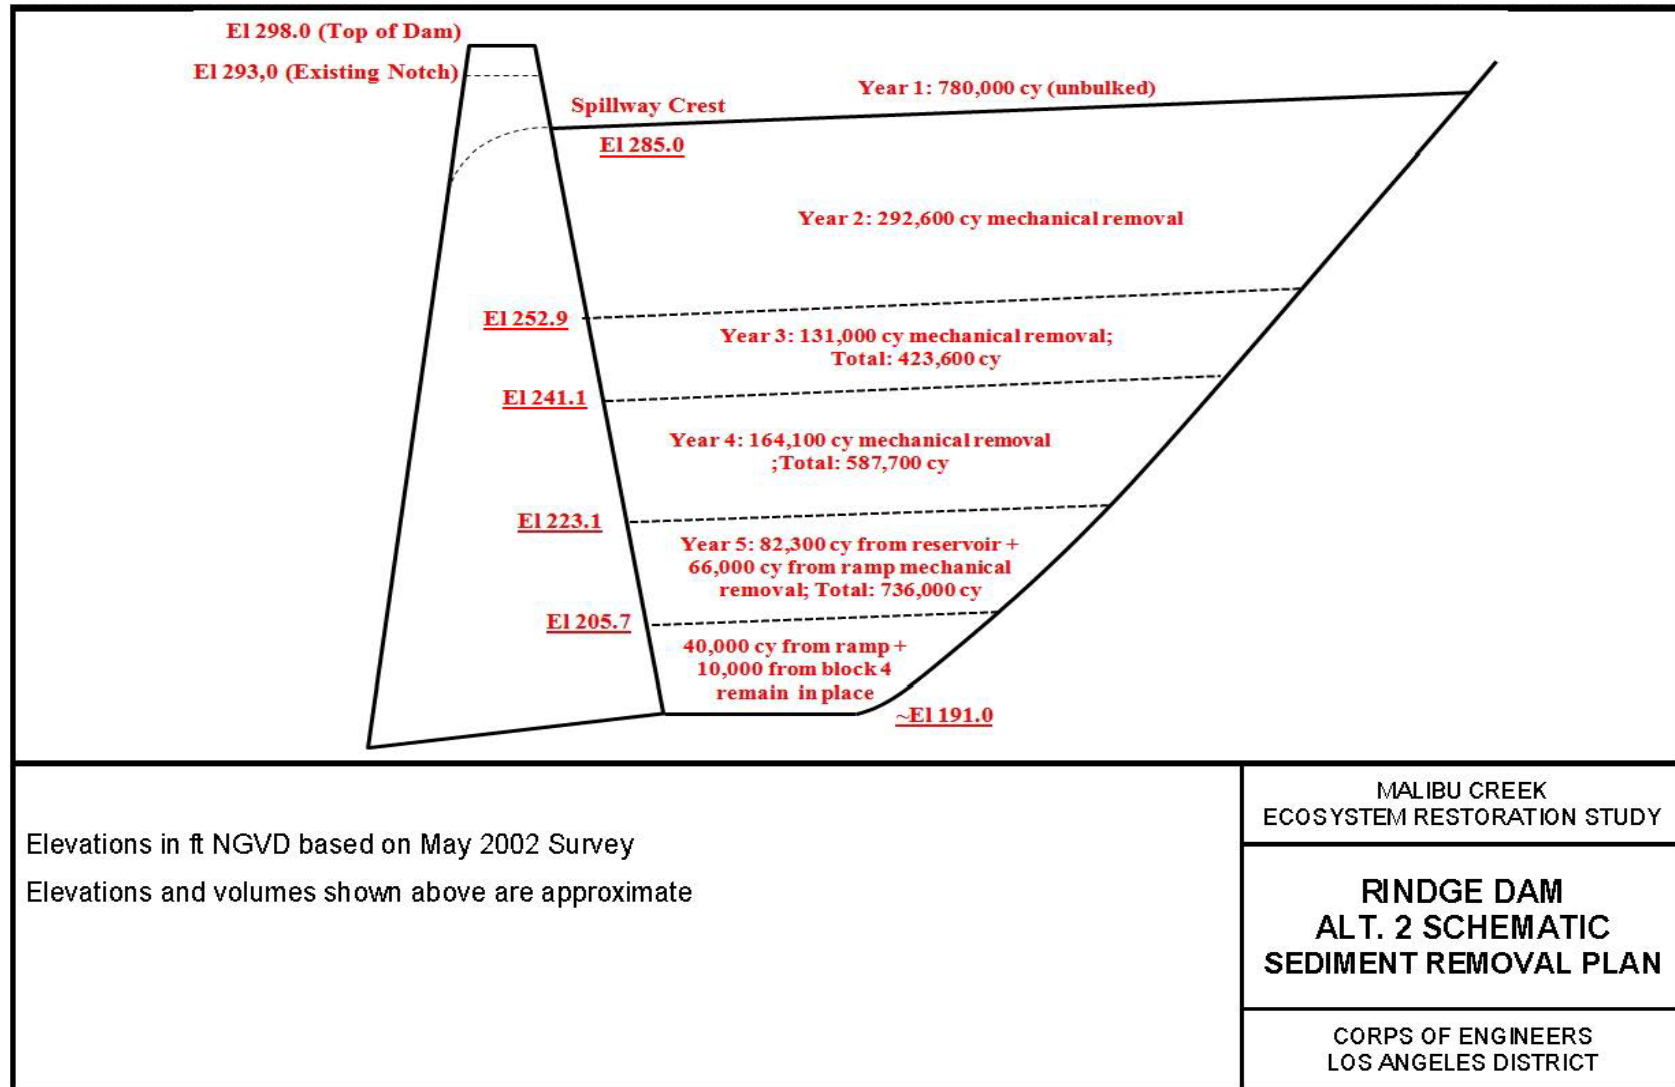 El 298.0 (Top of Dam)
El 293,0 (Existing Notch)
Year 1: 780,000 cy (unbulked)
Spillway Crest
El 285.0
Year 2: 292,600 cy mechanical removal
El 252.9
Year 3: 131,000 cy mechanical removal;
Total: 423,600 cy
El 241.1
Year 4: 164,100 cy mechanical removal
;Total: 587,700 cy
El 223.1
Year 5: 82,300 cy from reservoir +
66,000 cy from ramp mechanical
removal; Total: 736,000 cy
El 205.7
40,000 cy from ramp +
10,000 from block 4
remain in place
~El 191.0
Elevations in ft NGVD based on May 2002 Survey
Elevations and volumes shown above are approximate
MALIBU CREEK
ECOSYSTEM RESTORATION STUDY
RINDGE DAM
ALT. 2 SCHEMATIC
SEDIMENT REMOVAL PLAN
CORPS OF ENGINEERS
LOS ANGELES DISTRICT